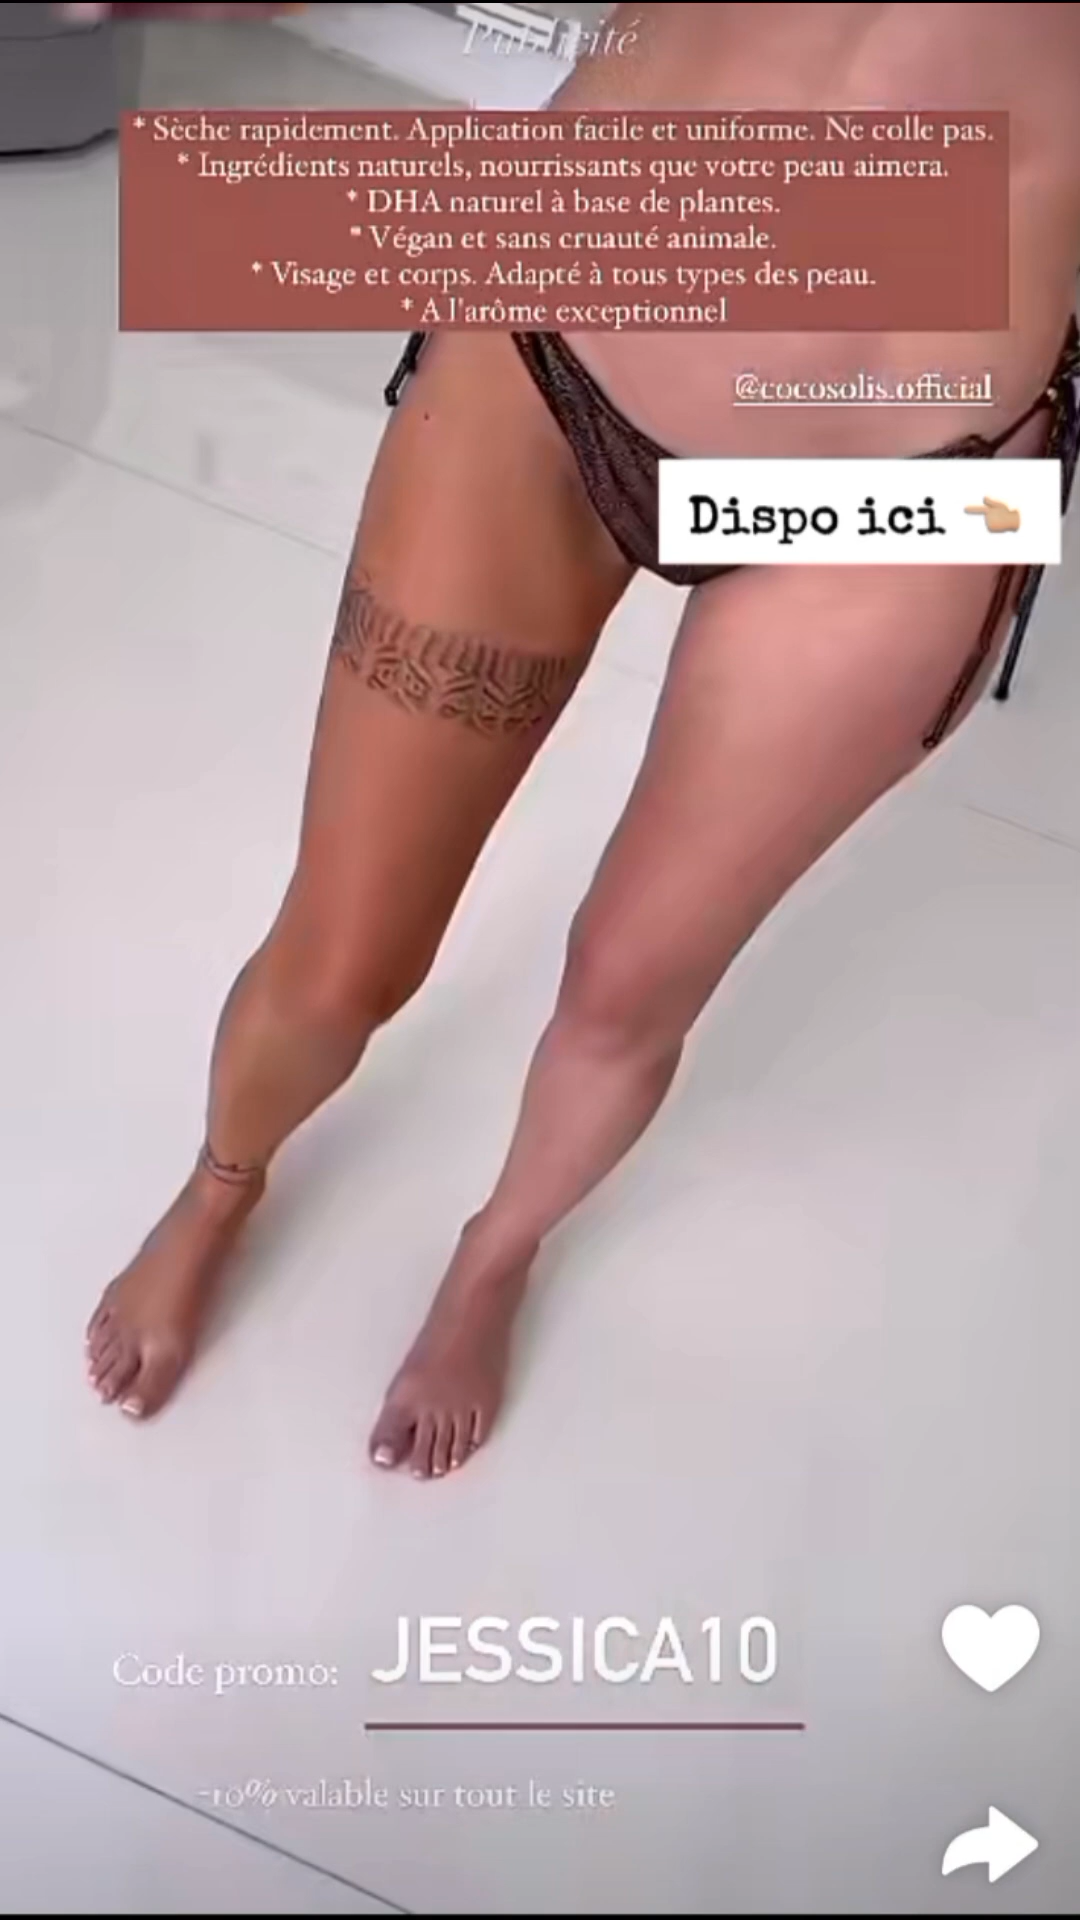 Publicité
* Sèche rapidement. Application facile et uniforme. Ne colle pas.
* Ingrédients naturels, nourrissants que votre peau aimera.
* DHA naturel à base de plantes.
* Végan et sans cruauté animale.
* Visage et corps. Adapté à tous types des peau.
* A l'arôme exceptionnel
@cocosolis.official
Dispo ici 👈🏼
Code promo: JESSICA10
-10% valable sur tout le site